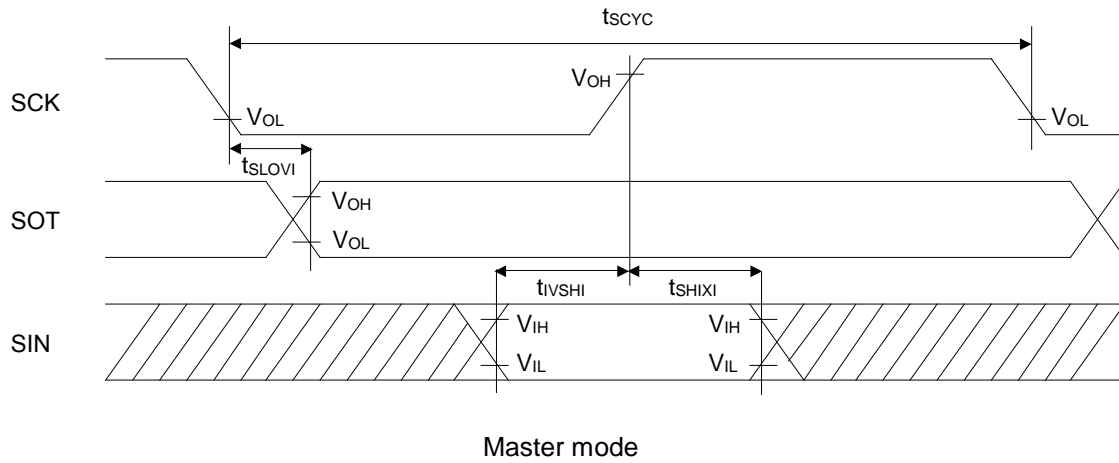 tSCYC
SCK
VOL
VOH
VOL
tSLOVI
SOT
VOH
VOL
tIVSHI
tSHIXI
SIN
VIH
VIL
VIH
VIL
Master mode